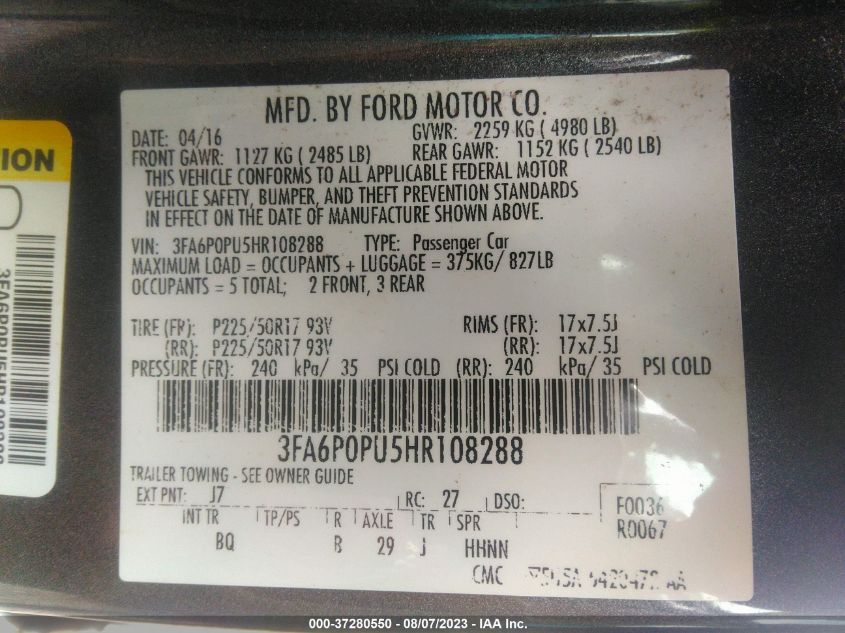 MFD. BY FORD MOTOR CO.
DATE: 04/16 GVWR: 2259 KG ( 4980 LB)
FRONT GAWR: 1127 KG ( 2485 LB) REAR GAWR: 1152 KG ( 2540 LB)
THIS VEHICLE CONFORMS TO ALL APPLICABLE FEDERAL MOTOR
VEHICLE SAFETY, BUMPER, AND THEFT PREVENTION STANDARDS
IN EFFECT ON THE DATE OF MANUFACTURE SHOWN ABOVE.
VIN: 3FA6P0PU5HR108288 TYPE: Passenger Car
MAXIMUM LOAD = OCCUPANTS + LUGGAGE = 375KG/ 827LB
OCCUPANTS = 5 TOTAL; 2 FRONT, 3 REAR
TIRE (FR): P225/50R17 93V RIMS (FR): 17x7.5J
(RR): P225/50R17 93V (RR): 17x7.5J
PRESSURE (FR): 240 kPa/ 35 PSI COLD (RR): 240 kPa/ 35 PSI COLD
3FA6P0PU5HR108288
TRAILER TOWING - SEE OWNER GUIDE
EXT PNT: J7 RC: 27 DSO: F0036
INT TR TP/PS R AXLE TR SPR R0067
BQ B 29 J HHNN
CMC
TION
3FA6P0PU5HR108288
000-37280550 - 08/07/2023 - IAA Inc.